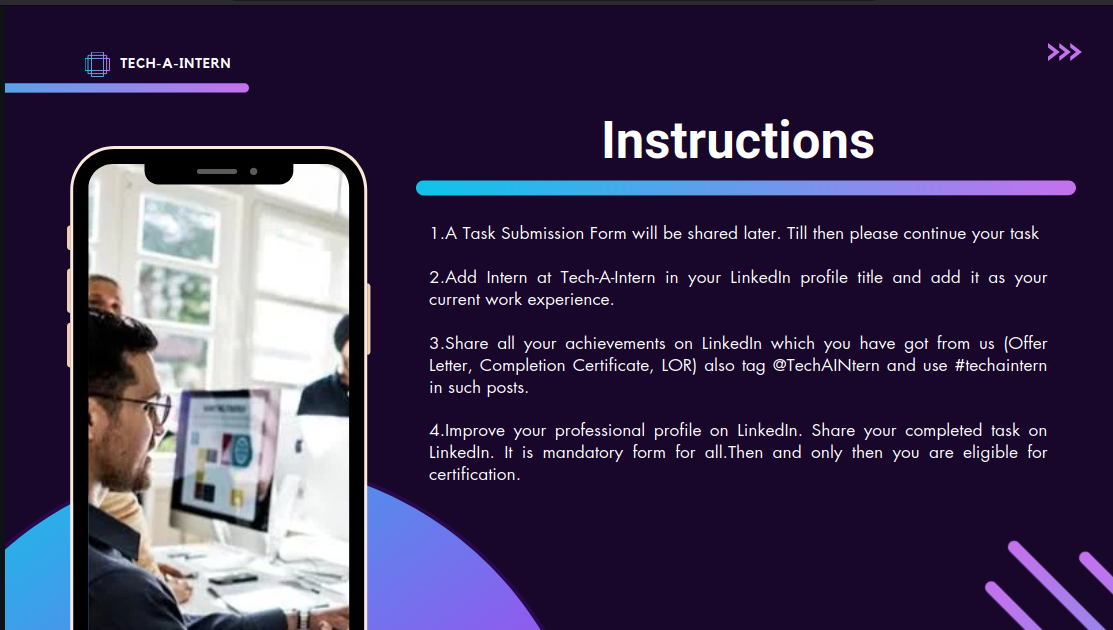 TECH-A-INTERN
Instructions
1.A Task Submission Form will be shared later. Till then please continue your task
2.Add Intern at Tech-A-Intern in your LinkedIn profile title and add it as your
current work experience.
3.Share all your achievements on LinkedIn which you have got from us (Offer
Letter, Completion Certificate, LOR) also tag @TechAINtern and use #techaintern
in such posts.
4.Improve your professional profile on LinkedIn. Share your completed task on
LinkedIn. It is mandatory form for all.Then and only then you are eligible for
certification.